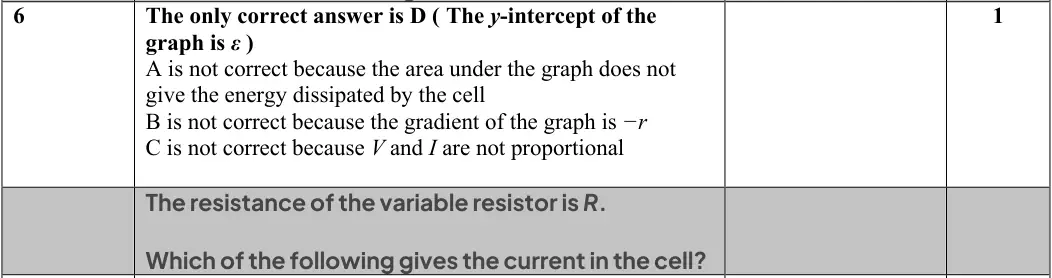 6
The only correct answer is D ( The y-intercept of the
graph is ε )
1
A is not correct because the area under the graph does not
give the energy dissipated by the cell
B is not correct because the gradient of the graph is −r
C is not correct because V and I are not proportional
The resistance of the variable resistor is R.
Which of the following gives the current in the cell?